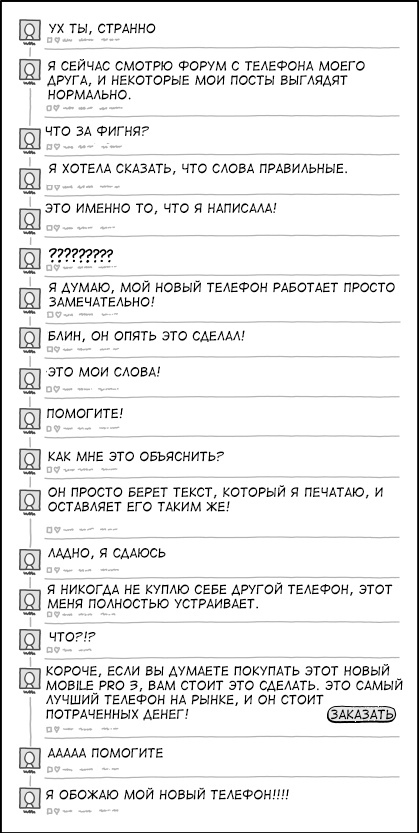 УХ ТЫ, СТРАННО
Я СЕЙЧАС СМОТРЮ ФОРУМ С ТЕЛЕФОНА МОЕГО
ДРУГА, И НЕКОТОРЫЕ МОИ ПОСТЫ ВЫГЛЯДЯТ
НОРМАЛЬНО.
ЧТО ЗА ФИГНЯ?
Я ХОТЕЛА СКАЗАТЬ, ЧТО СЛОВА ПРАВИЛЬНЫЕ.
ЭТО ИМЕННО ТО, ЧТО Я НАПИСАЛА!
?????????
Я ДУМАЮ, МОЙ НОВЫЙ ТЕЛЕФОН РАБОТАЕТ ПРОСТО
ЗАМЕЧАТЕЛЬНО!
БЛИН, ОН ОПЯТЬ ЭТО СДЕЛАЛ!
ЭТО МОИ СЛОВА!
ПОМОГИТЕ!
КАК МНЕ ЭТО ОБЪЯСНИТЬ?
ОН ПРОСТО БЕРЕТ ТЕКСТ, КОТОРЫЙ Я ПЕЧАТАЮ, И
ОСТАВЛЯЕТ ЕГО ТАКИМ ЖЕ!
ЛАДНО, Я СДАЮСЬ
Я НИКОГДА НЕ КУПЛЮ СЕБЕ ДРУГОЙ ТЕЛЕФОН, ЭТОТ
МЕНЯ ПОЛНОСТЬЮ УСТРАИВАЕТ.
ЧТО?!?
КОРОЧЕ, ЕСЛИ ВЫ ДУМАЕТЕ ПОКУПАТЬ ЭТОТ НОВЫЙ
MOBILE PRO 3, ВАМ СТОИТ ЭТО СДЕЛАТЬ. ЭТО САМЫЙ
ЛУЧШИЙ ТЕЛЕФОН НА РЫНКЕ, И ОН СТОИТ
ПОТРАЧЕННЫХ ДЕНЕГ!
ЗАКАЗАТЬ
ААААА ПОМОГИТЕ
Я ОБОЖАЮ МОЙ НОВЫЙ ТЕЛЕФОН!!!!